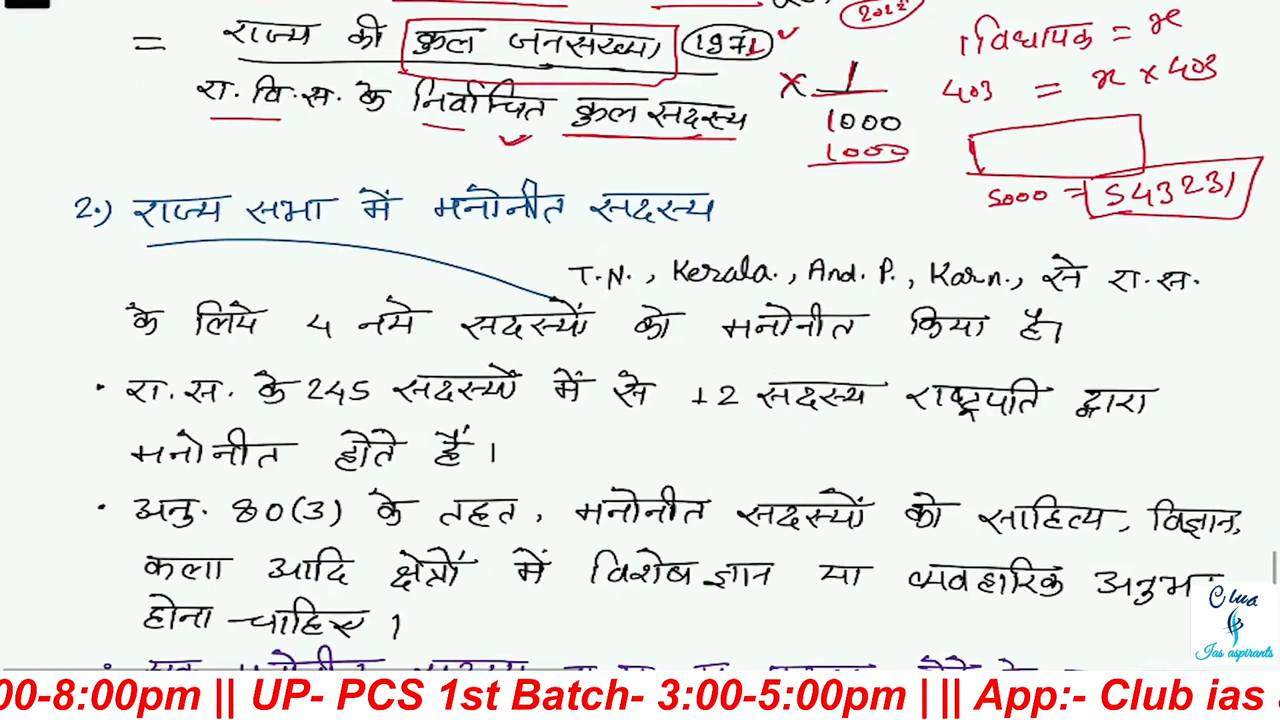 = राज्य की कुल जनसंख्या (1971)
रा. वि. स. के निर्वाचित कुल सदस्य
× 1
1000
1000
1 विधायक = x
403 = x × 403
5000 = 543231
2.) राज्य सभा में मनोनीत सदस्य
T.N., Kerala., And. P., Karn., से रा. स.
के लिये 4 नये सदस्यों को मनोनीत किया है।
• रा. स. के 245 सदस्यों में से 12 सदस्य राष्ट्रपति द्वारा
मनोनीत होते हैं।
• अनु. 80(3) के तहत, मनोनीत सदस्यों को साहित्य, विज्ञान,
कला आदि क्षेत्रों में विशेष ज्ञान या व्यवहारिक
होना चाहिए।
Club
Ias aspirants
00-8:00pm || UP- PCS 1st Batch- 3:00-5:00pm | || App:- Club ias